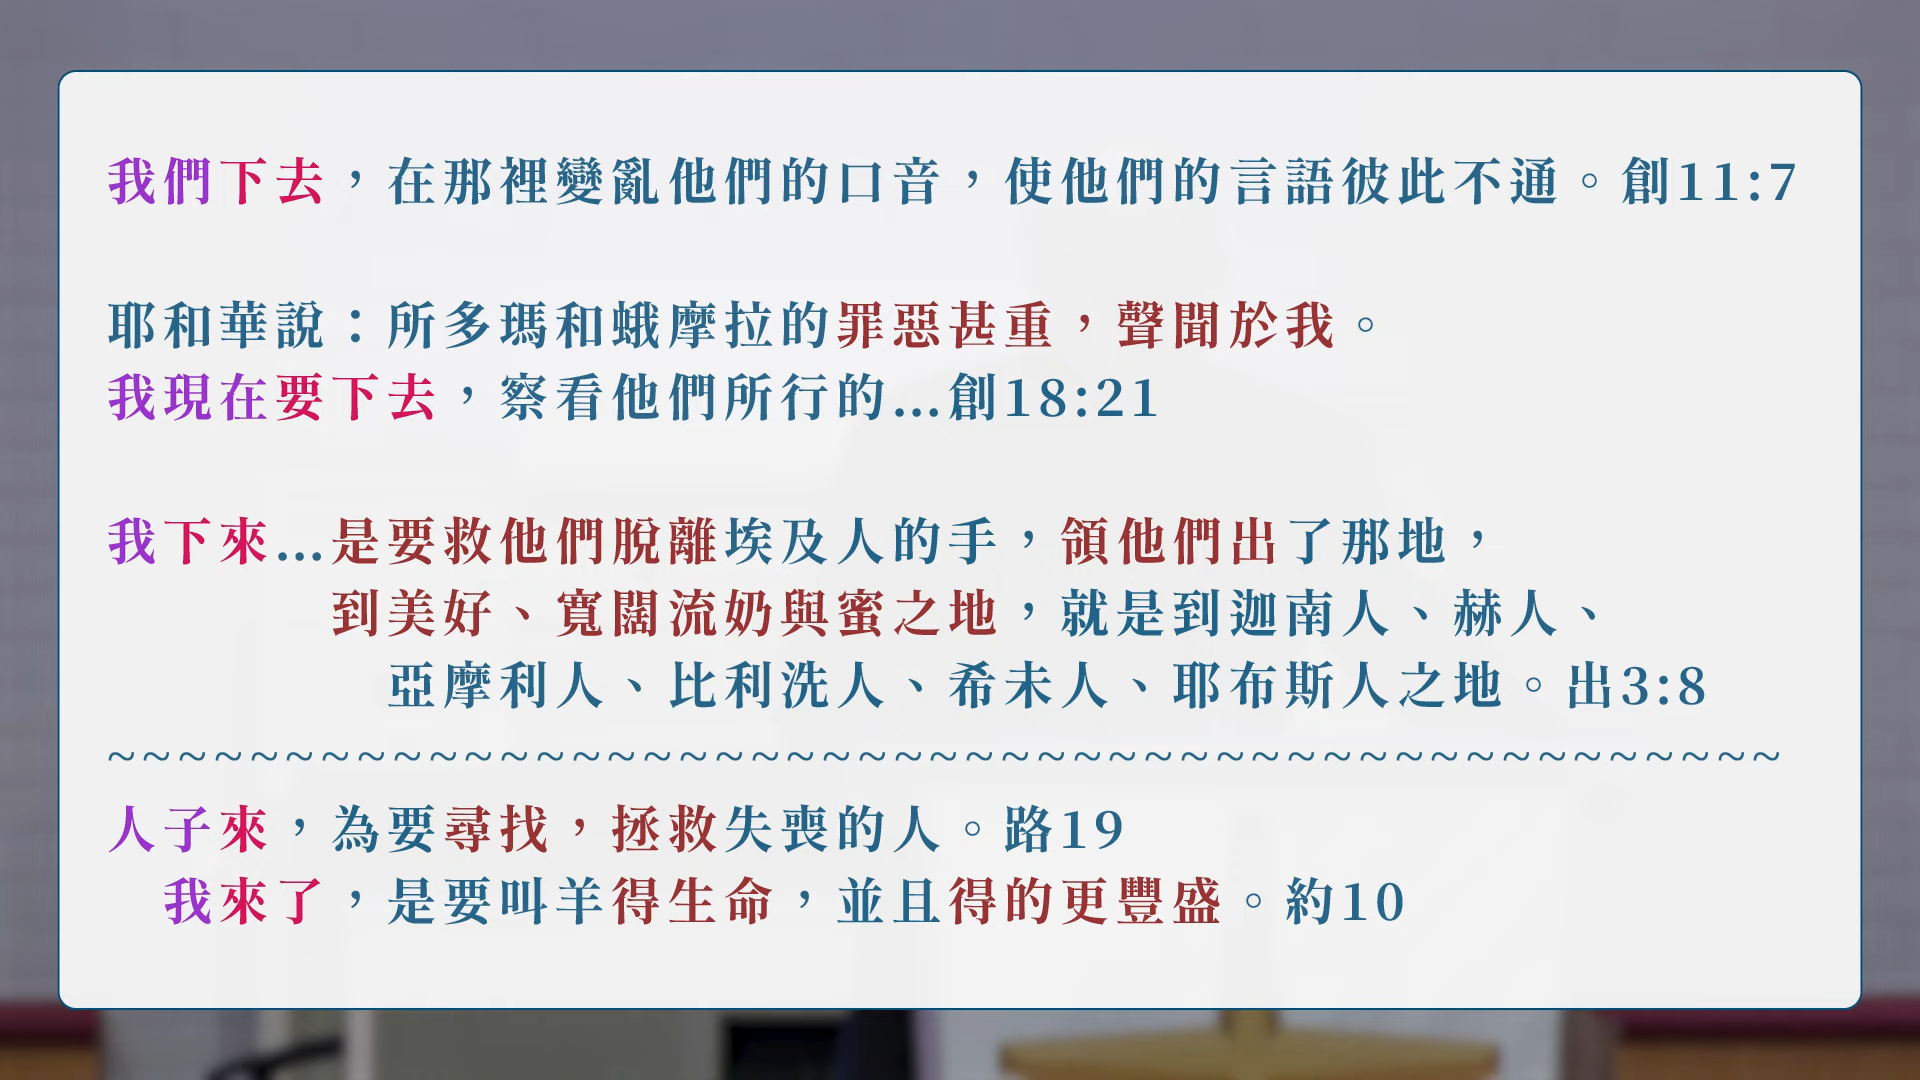 我們下去，在那裡變亂他們的口音，使他們的言語彼此不通。創11:7
耶和華說：所多瑪和蛾摩拉的罪惡甚重，聲聞於我。
我現在要下去，察看他們所行的...創18:21
我下來...是要救他們脫離埃及人的手，領他們出了那地，
到美好、寬闊流奶與蜜之地，就是到迦南人、赫人、
亞摩利人、比利洗人、希未人、耶布斯人之地。出3:8
~~~~~~~~~~~~~~~~~~~~~~~~~~~~~~~~~~~~~~~~~~~~~~~
人子來，為要尋找，拯救失喪的人。路19
我來了，是要叫羊得生命，並且得的更豐盛。約10